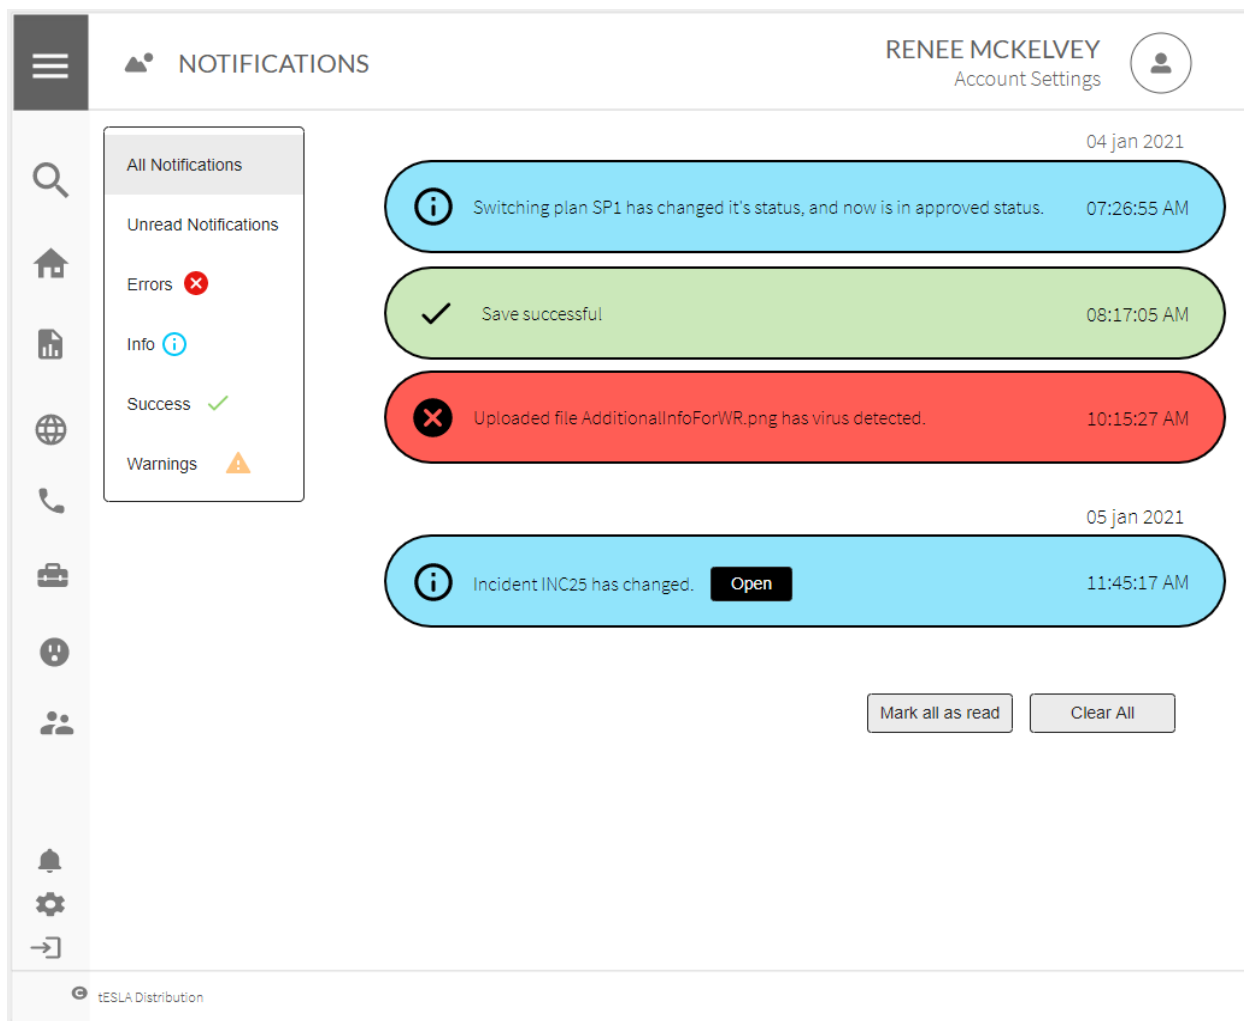 NOTIFICATIONS
RENEE MCKELVEY
Account Settings
All Notifications
Unread Notifications
Errors
Info
Success
Warnings
04 jan 2021
Switching plan SP1 has changed it's status, and now is in approved status. 07:26:55 AM
Save successful 08:17:05 AM
Uploaded file AdditionalInfoForWR.png has virus detected. 10:15:27 AM
05 jan 2021
Incident INC25 has changed. Open 11:45:17 AM
Mark all as read Clear All
© tESLA Distribution